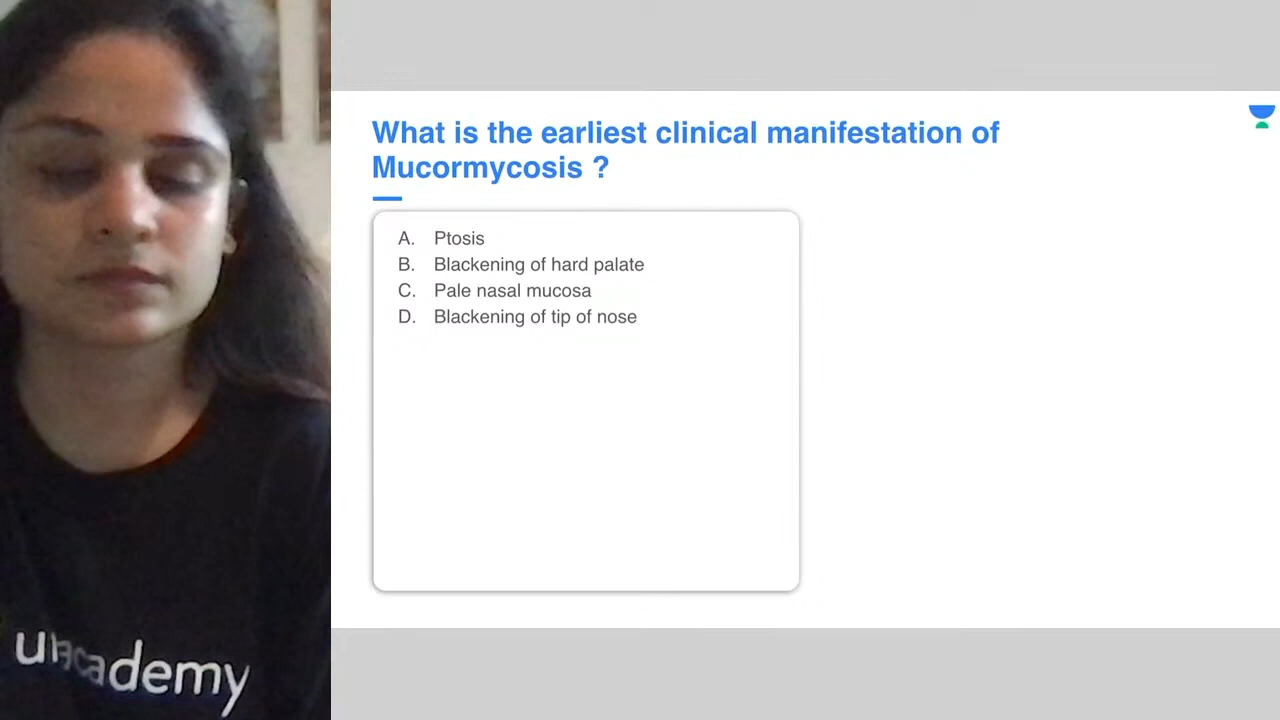 What is the earliest clinical manifestation of
Mucormycosis ?
A. Ptosis
B. Blackening of hard palate
C. Pale nasal mucosa
D. Blackening of tip of nose
unacademy